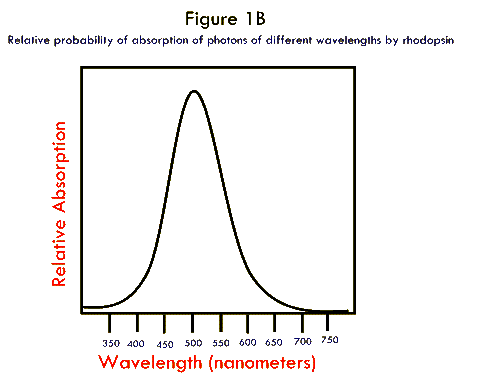 Figure 1B
Relative probability of absorption of photons of different wavelengths by rhodopsin
Relative Absorption
350 400 450 500 550 600 650 700 750
Wavelength (nanometers)